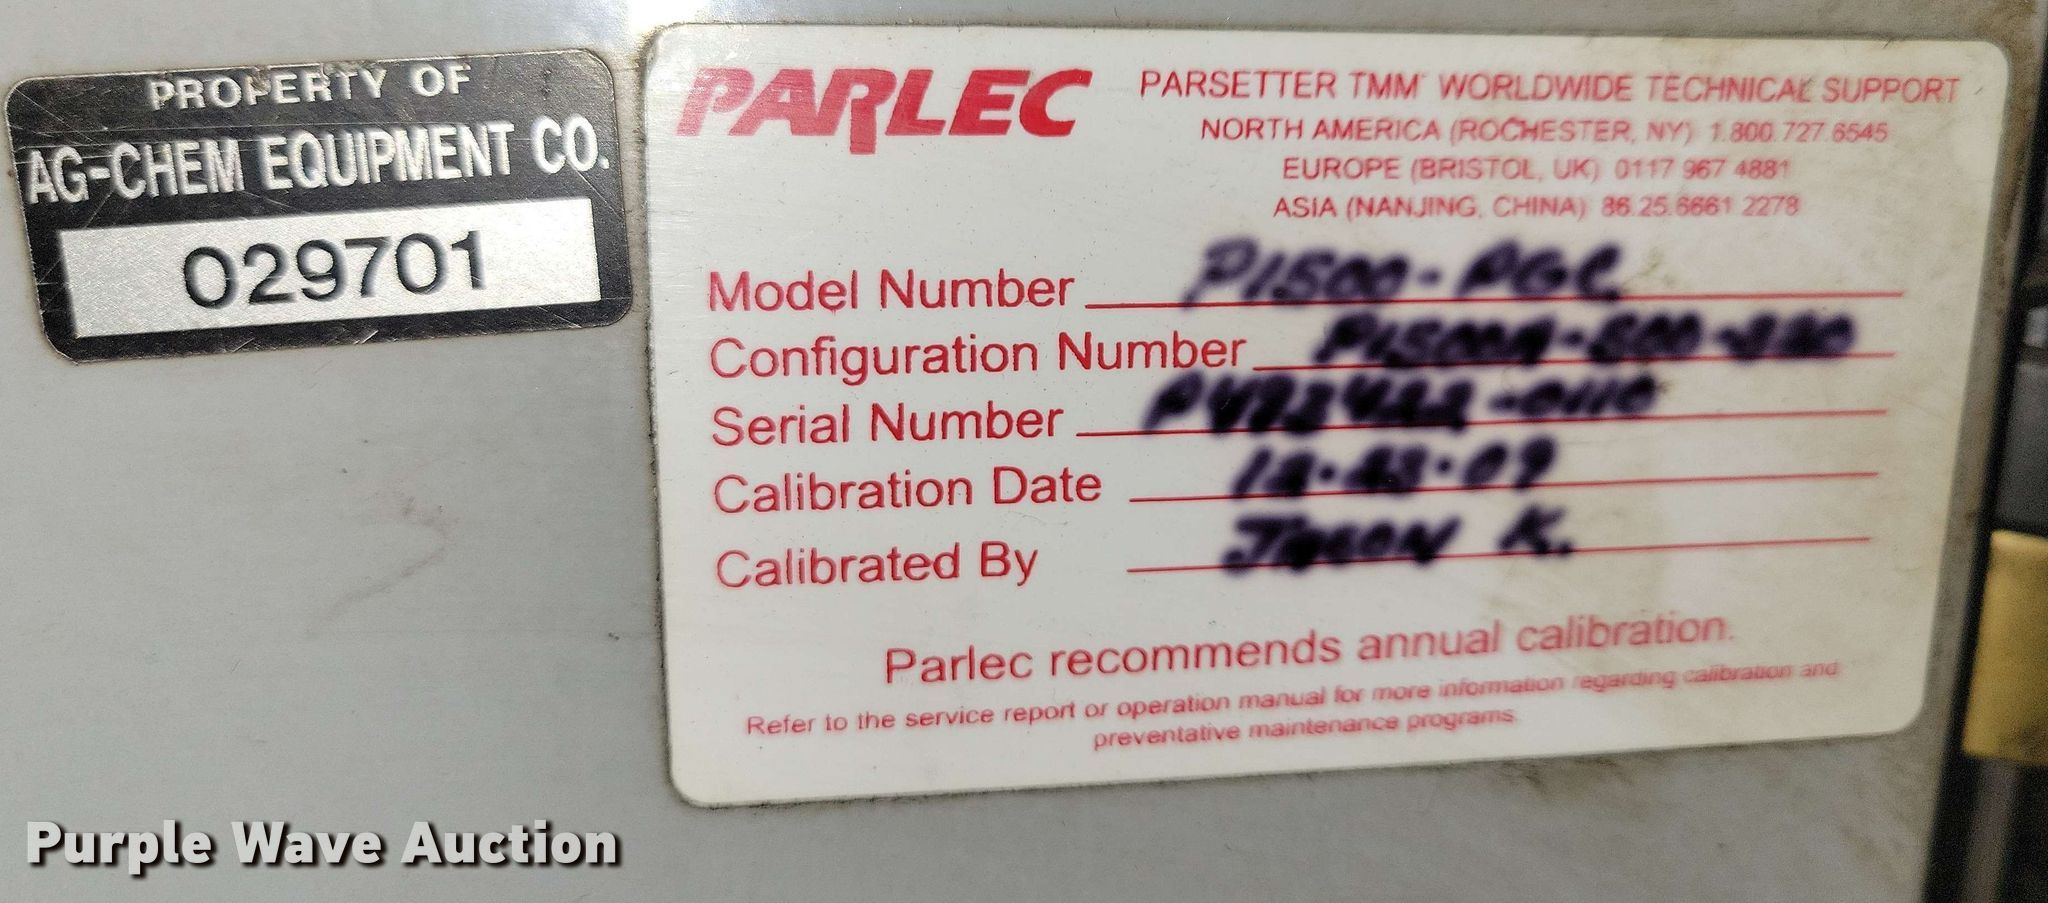 PROPERTY OF
AG-CHEM EQUIPMENT CO.
029701
PARLEC
PARSETTER TMM WORLDWIDE TECHNICAL SUPPORT
NORTH AMERICA (ROCHESTER, NY) 1.800.727.6545
EUROPE (BRISTOL, UK) 0117 967 4881
ASIA (NANJING, CHINA) 86.25.6661 2278
Model Number P1500-PGC
Configuration Number
Serial Number
Calibration Date
Calibrated By Jason K.
Parlec recommends annual calibration.
Refer to the service report or operation manual for more information regarding calibration and
preventative maintenance programs.
Purple Wave Auction